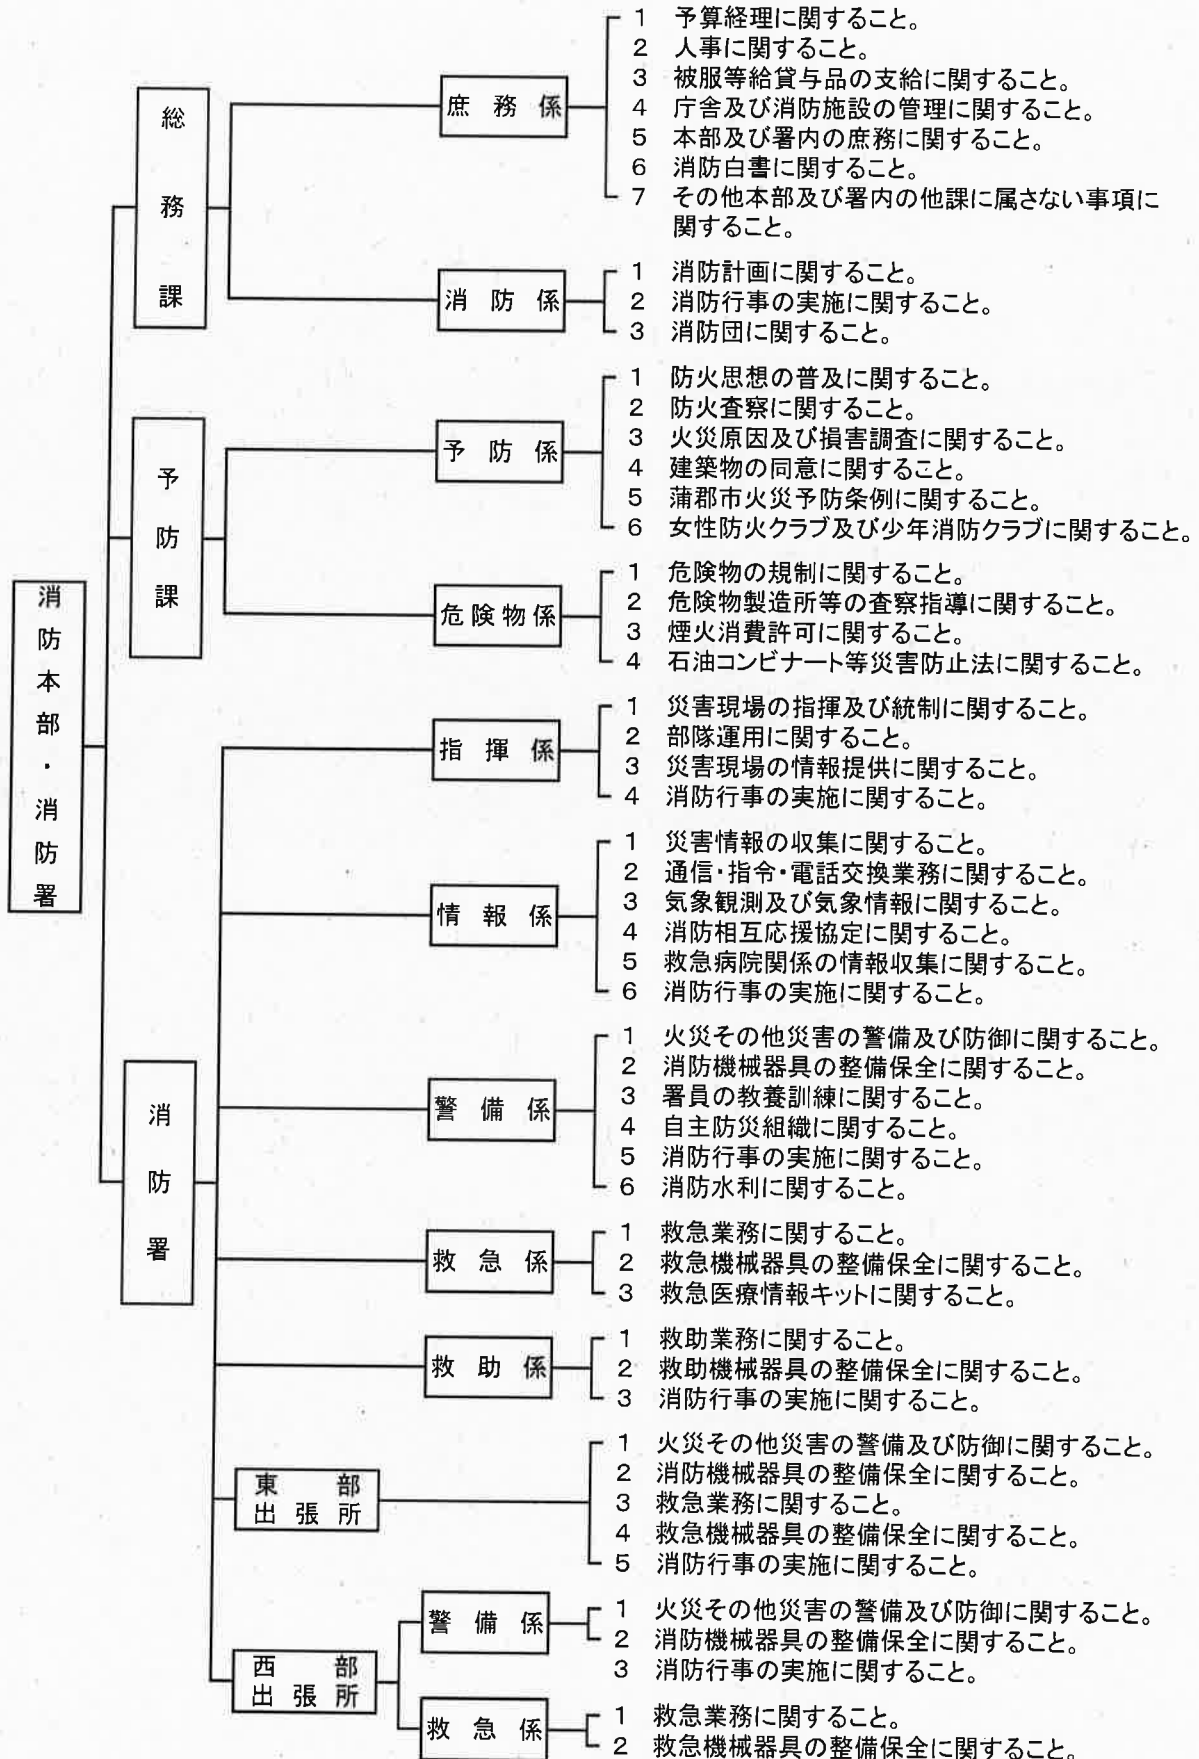 消防本部・消防署
総務課
庶務係
1 予算経理に関すること。
2 人事に関すること。
3 被服等給貸与品の支給に関すること。
4 庁舎及び消防施設の管理に関すること。
5 本部及び署内の庶務に関すること。
6 消防白書に関すること。
7 その他本部及び署内の他課に属さない事項に
関すること。
消防係
1 消防計画に関すること。
2 消防行事の実施に関すること。
3 消防団に関すること。
予防課
予防係
1 防火思想の普及に関すること。
2 防火査察に関すること。
3 火災原因及び損害調査に関すること。
4 建築物の同意に関すること。
5 蒲郡市火災予防条例に関すること。
6 女性防火クラブ及び少年消防クラブに関すること。
危険物係
1 危険物の規制に関すること。
2 危険物製造所等の査察指導に関すること。
3 煙火消費許可に関すること。
4 石油コンビナート等災害防止法に関すること。
消防署
指揮係
1 災害現場の指揮及び統制に関すること。
2 部隊運用に関すること。
3 災害現場の情報提供に関すること。
4 消防行事の実施に関すること。
情報係
1 災害情報の収集に関すること。
2 通信・指令・電話交換業務に関すること。
3 気象観測及び気象情報に関すること。
4 消防相互応援協定に関すること。
5 救急病院関係の情報収集に関すること。
6 消防行事の実施に関すること。
警備係
1 火災その他災害の警備及び防御に関すること。
2 消防機械器具の整備保全に関すること。
3 署員の教養訓練に関すること。
4 自主防災組織に関すること。
5 消防行事の実施に関すること。
6 消防水利に関すること。
救急係
1 救急業務に関すること。
2 救急機械器具の整備保全に関すること。
3 救急医療情報キットに関すること。
救助係
1 救助業務に関すること。
2 救助機械器具の整備保全に関すること。
3 消防行事の実施に関すること。
東部
出張所
1 火災その他災害の警備及び防御に関すること。
2 消防機械器具の整備保全に関すること。
3 救急業務に関すること。
4 救急機械器具の整備保全に関すること。
5 消防行事の実施に関すること。
西部
出張所
警備係
1 火災その他災害の警備及び防御に関すること。
2 消防機械器具の整備保全に関すること。
3 消防行事の実施に関すること。
救急係
1 救急業務に関すること。
2 救急機械器具の整備保全に関すること。